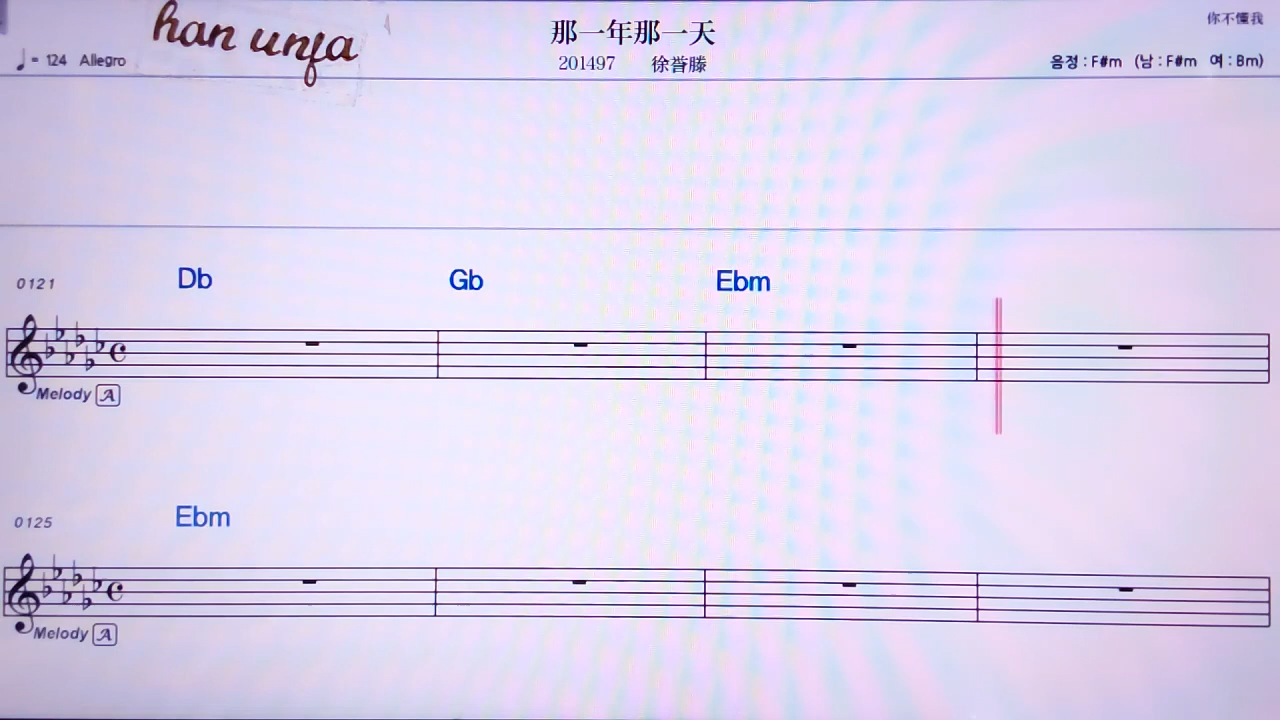 han unfa
那一年那一天
你不懂我
♩= 124 Allegro
201497 徐誉滕
음정 : F#m (남 : F#m 여 : Bm)
0121 Db Gb Ebm
Melody A
0125 Ebm
Melody A